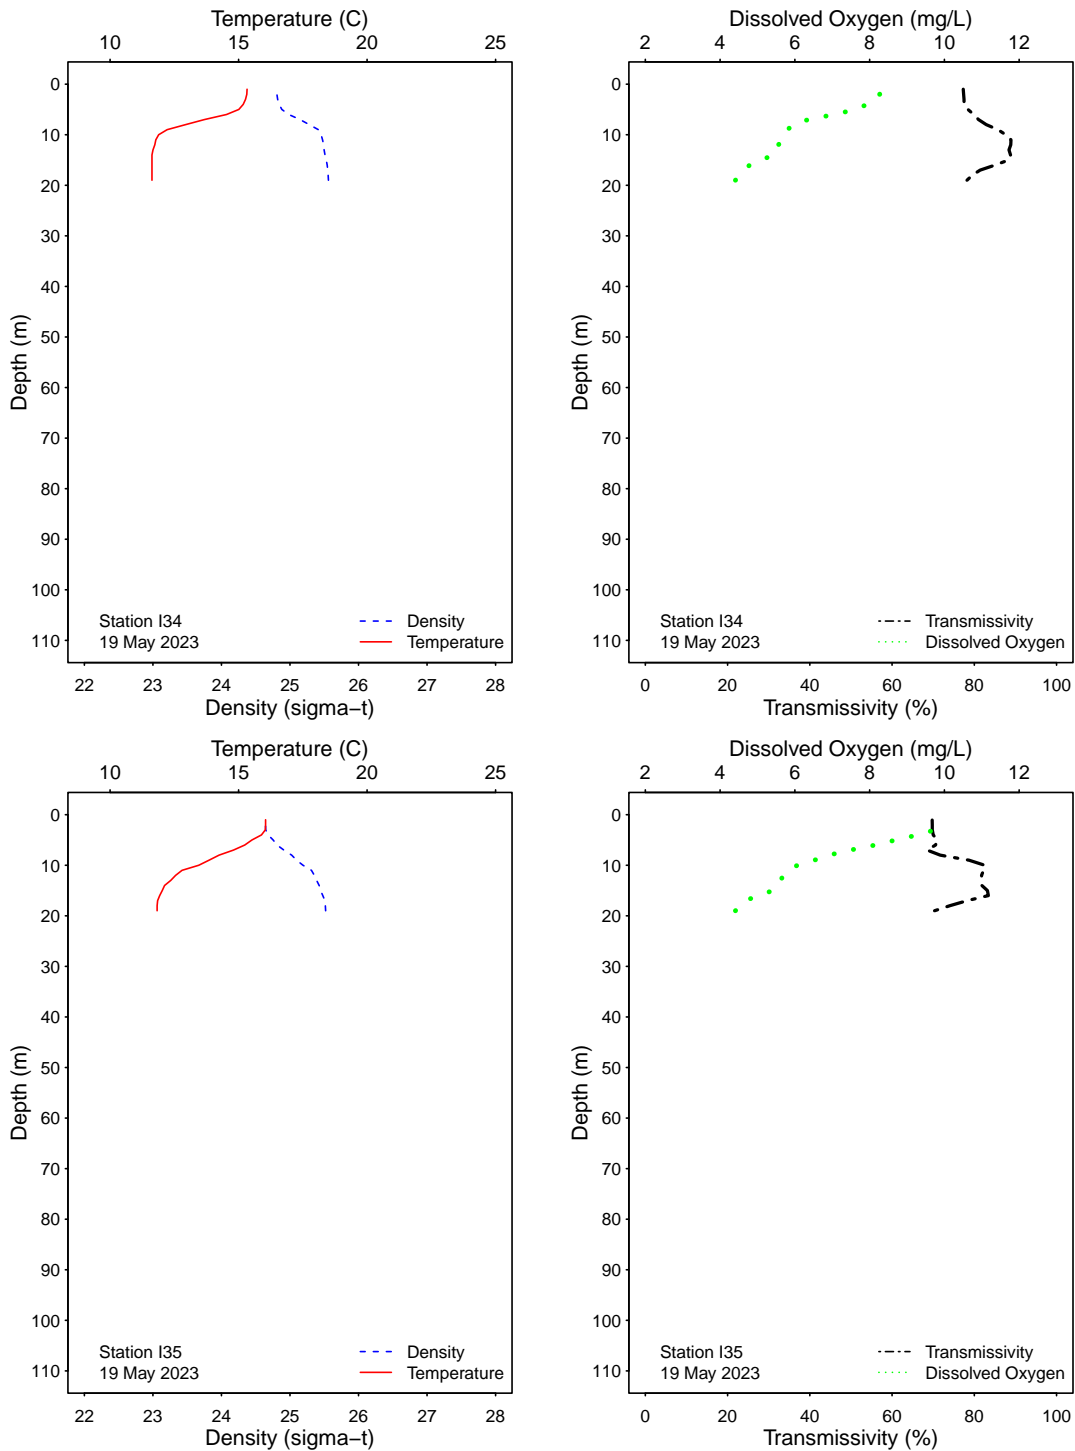 Temperature (C)
10 15 20 25
0
10
20
30
40
50
60
70
80
90
100
110
Depth (m)
Station I34
19 May 2023
Density
Temperature
22 23 24 25 26 27 28
Density (sigma−t)
Dissolved Oxygen (mg/L)
2 4 6 8 10 12
0
10
20
30
40
50
60
70
80
90
100
110
Depth (m)
Station I34
19 May 2023
Transmissivity
Dissolved Oxygen
0 20 40 60 80 100
Transmissivity (%)
Temperature (C)
10 15 20 25
0
10
20
30
40
50
60
70
80
90
100
110
Depth (m)
Station I35
19 May 2023
Density
Temperature
22 23 24 25 26 27 28
Density (sigma−t)
Dissolved Oxygen (mg/L)
2 4 6 8 10 12
0
10
20
30
40
50
60
70
80
90
100
110
Depth (m)
Station I35
19 May 2023
Transmissivity
Dissolved Oxygen
0 20 40 60 80 100
Transmissivity (%)